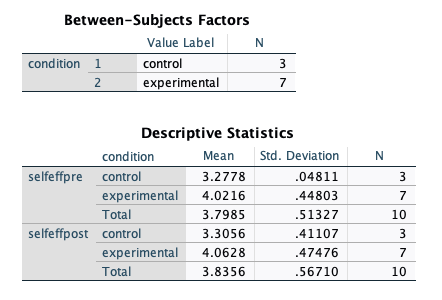 Between-Subjects Factors
Value Label N
condition 1 control 3
2 experimental 7
Descriptive Statistics
condition Mean Std. Deviation N
selfeffpre control 3.2778 .04811 3
experimental 4.0216 .44803 7
Total 3.7985 .51327 10
selfeffpost control 3.3056 .41107 3
experimental 4.0628 .47476 7
Total 3.8356 .56710 10